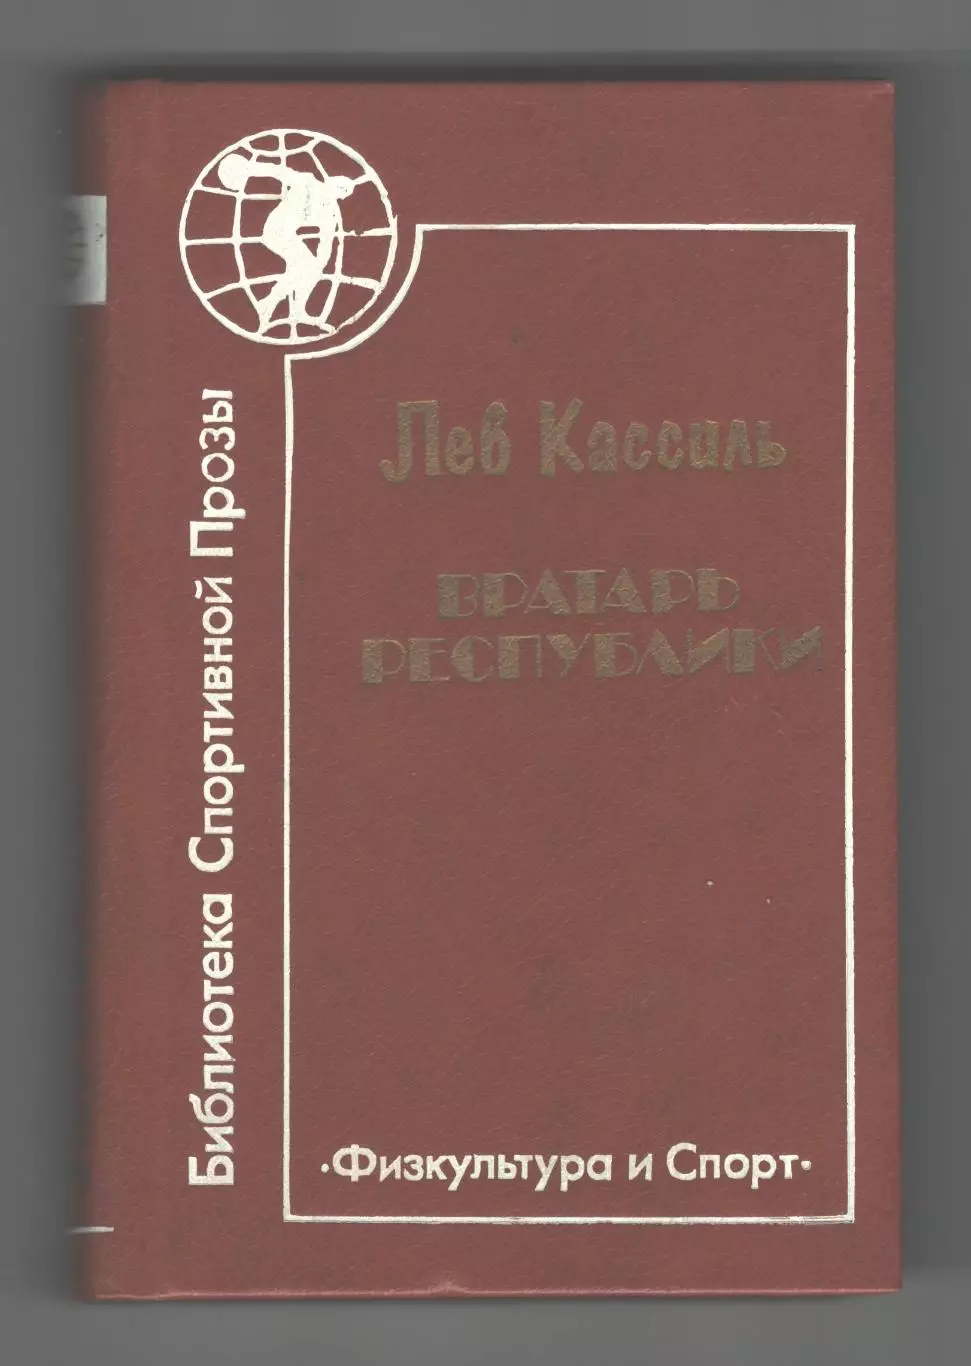 Библиотека Спортивной Прозы
Лев Кассиль
ВРАТАРЬ
РЕСПУБЛИКИ
•Физкультура и Спорт•